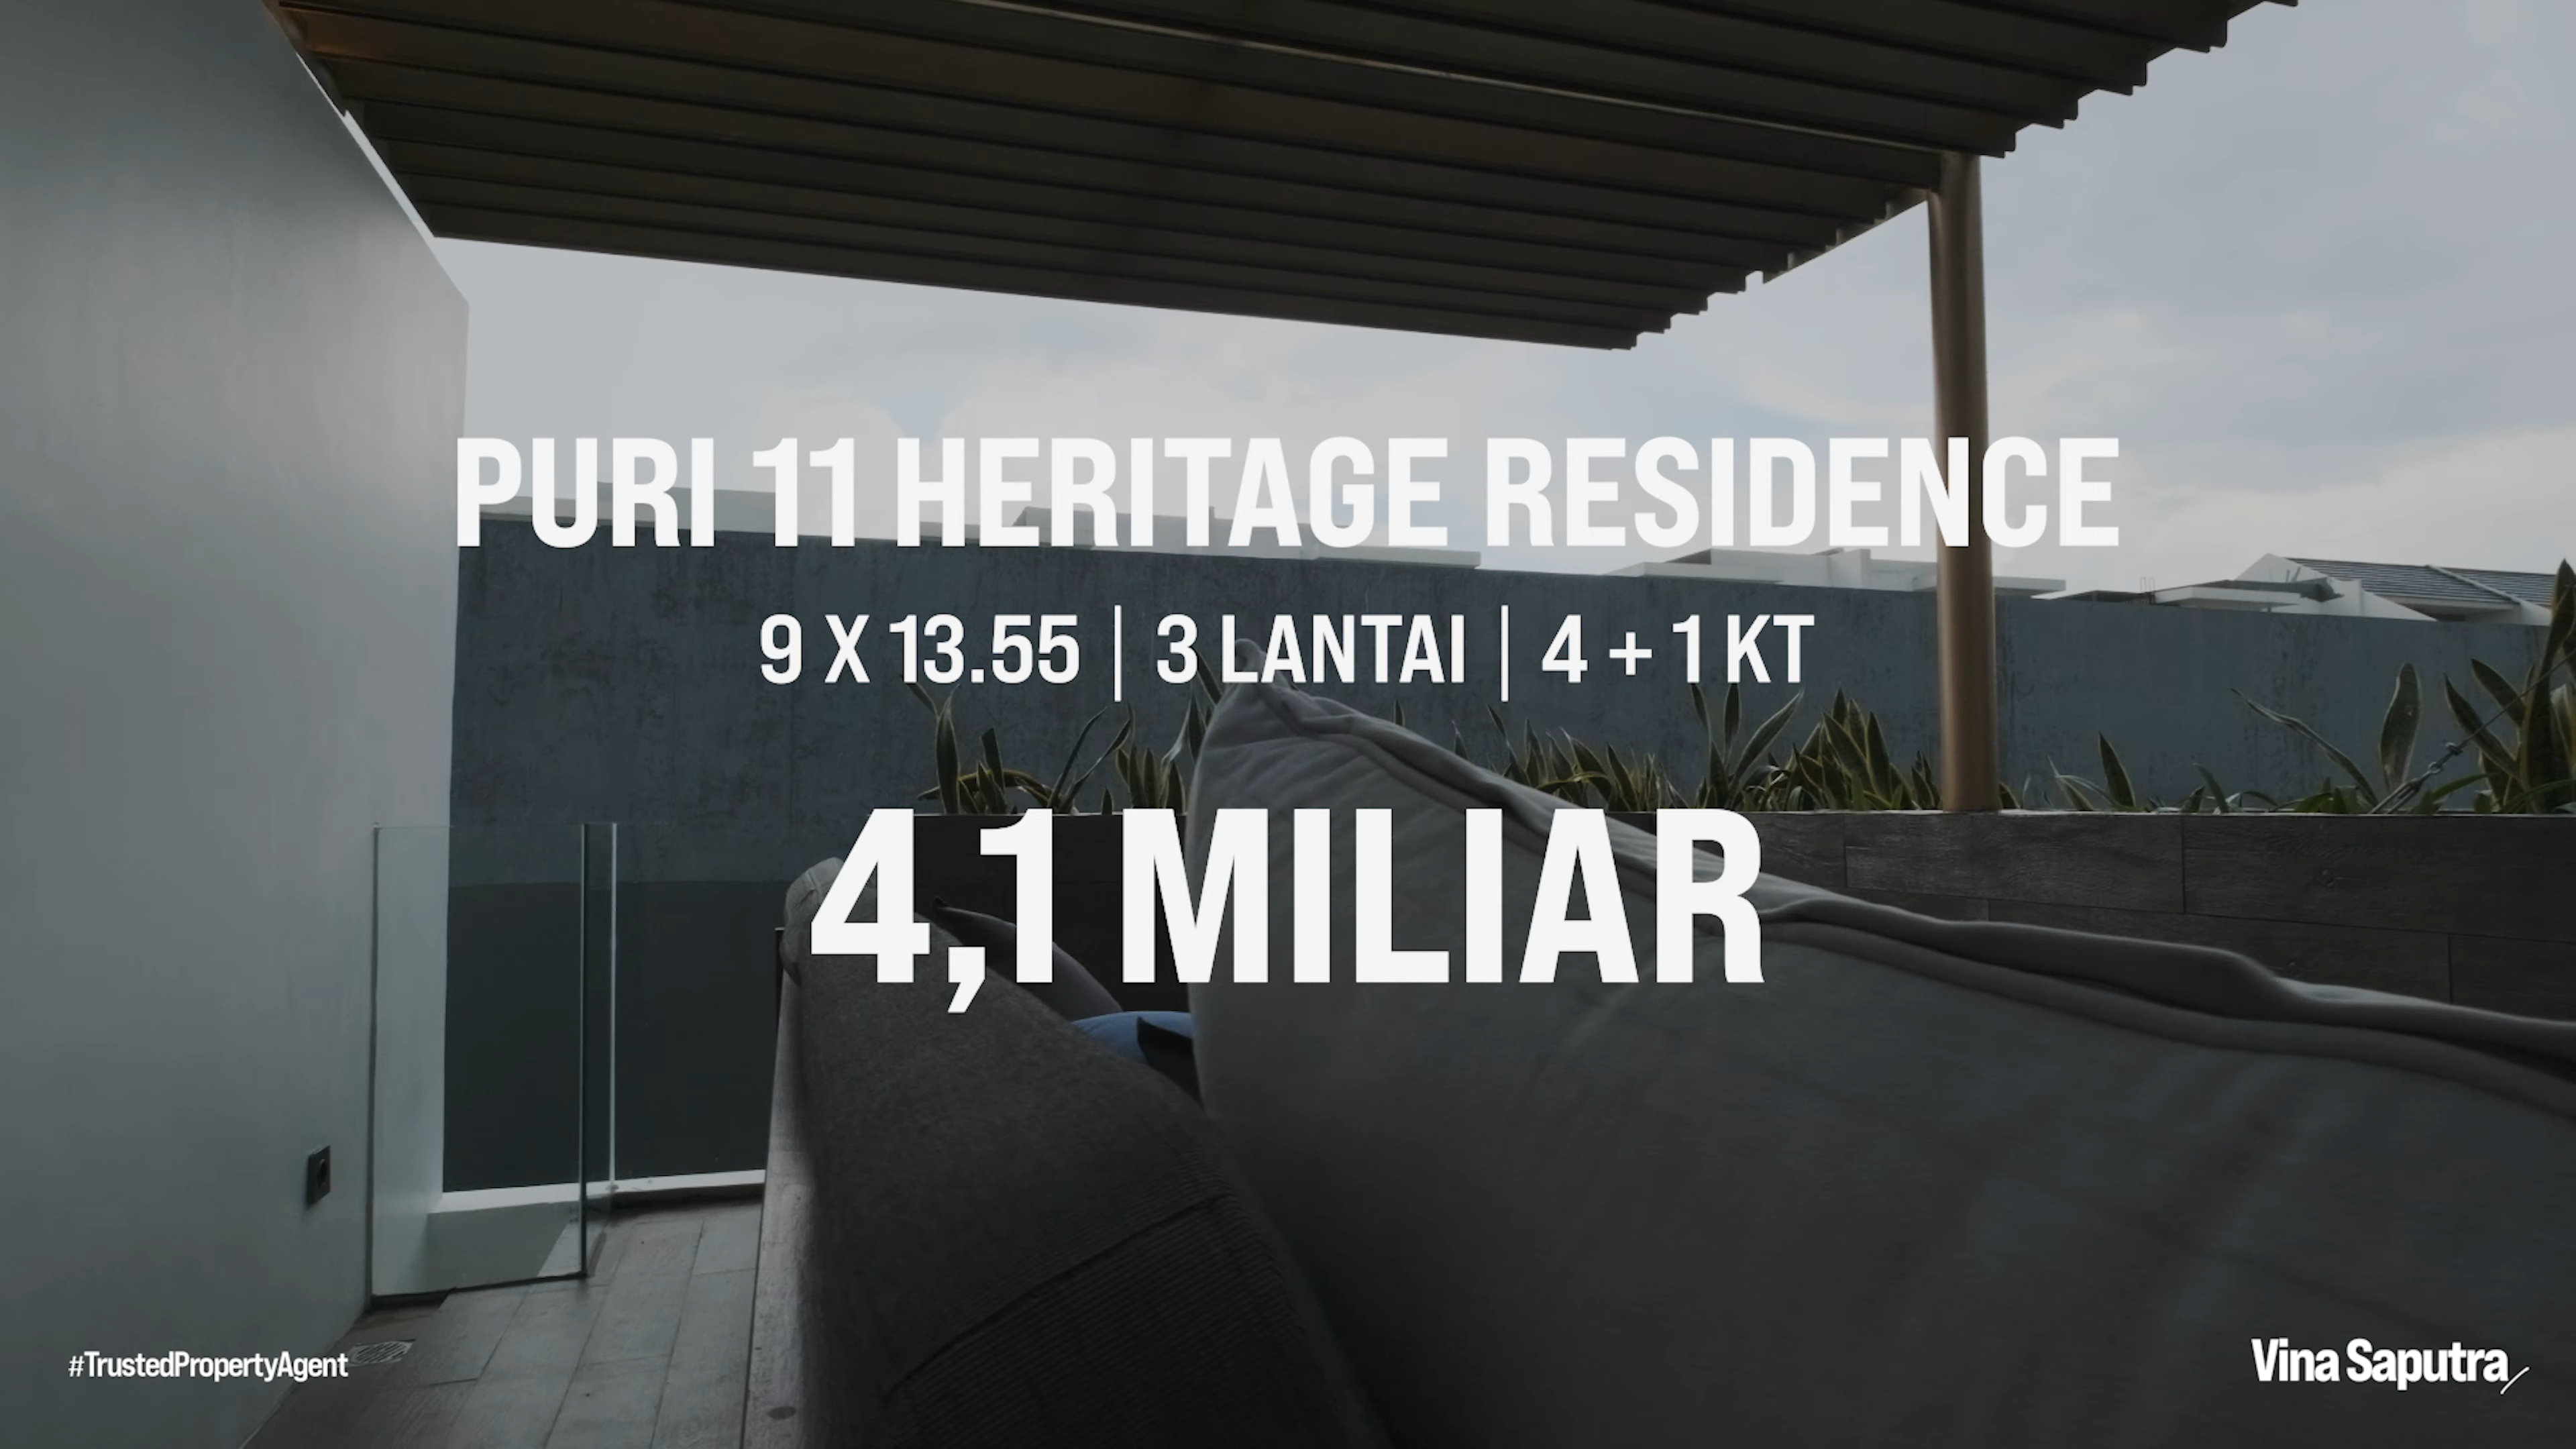 PURI 11 HERITAGE RESIDENCE
9 X 13.55 | 3 LANTAI | 4 + 1 KT
4,1 MILIAR
#TrustedPropertyAgent
Vina Saputra